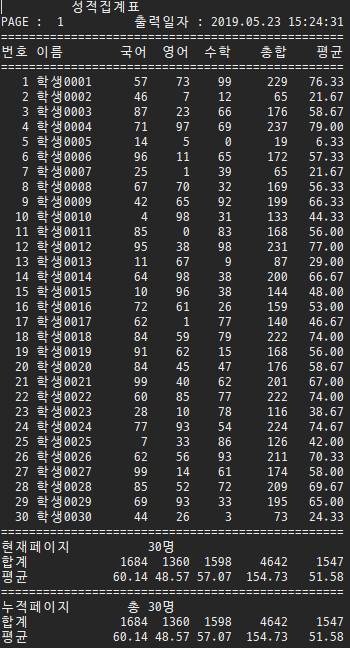 성적집계표
PAGE :  1          출력일자 : 2019.05.23 15:24:31
=================================================
번호 이름        국어  영어  수학    총합    평균
=================================================
1 학생0001      57    73    99     229   76.33
2 학생0002      46     7    12      65   21.67
3 학생0003      87    23    66     176   58.67
4 학생0004      71    97    69     237   79.00
5 학생0005      14     5     0      19    6.33
6 학생0006      96    11    65     172   57.33
7 학생0007      25     1    39      65   21.67
8 학생0008      67    70    32     169   56.33
9 학생0009      42    65    92     199   66.33
10 학생0010       4    98    31     133   44.33
11 학생0011      85     0    83     168   56.00
12 학생0012      95    38    98     231   77.00
13 학생0013      11    67     9      87   29.00
14 학생0014      64    98    38     200   66.67
15 학생0015      10    96    38     144   48.00
16 학생0016      72    61    26     159   53.00
17 학생0017      62     1    77     140   46.67
18 학생0018      84    59    79     222   74.00
19 학생0019      91    62    15     168   56.00
20 학생0020      84    45    47     176   58.67
21 학생0021      99    40    62     201   67.00
22 학생0022      60    85    77     222   74.00
23 학생0023      28    10    78     116   38.67
24 학생0024      77    93    54     224   74.67
25 학생0025       7    33    86     126   42.00
26 학생0026      62    56    93     211   70.33
27 학생0027      99    14    61     174   58.00
28 학생0028      85    52    72     209   69.67
29 학생0029      69    93    33     195   65.00
30 학생0030      44    26     3      73   24.33
=================================================
현재페이지           30명
합계             1684  1360  1598    4642    1547
평균            60.14 48.57 57.07  154.73   51.58
=================================================
누적페이지        총 30명
합계             1684  1360  1598    4642    1547
평균            60.14 48.57 57.07  154.73   51.58